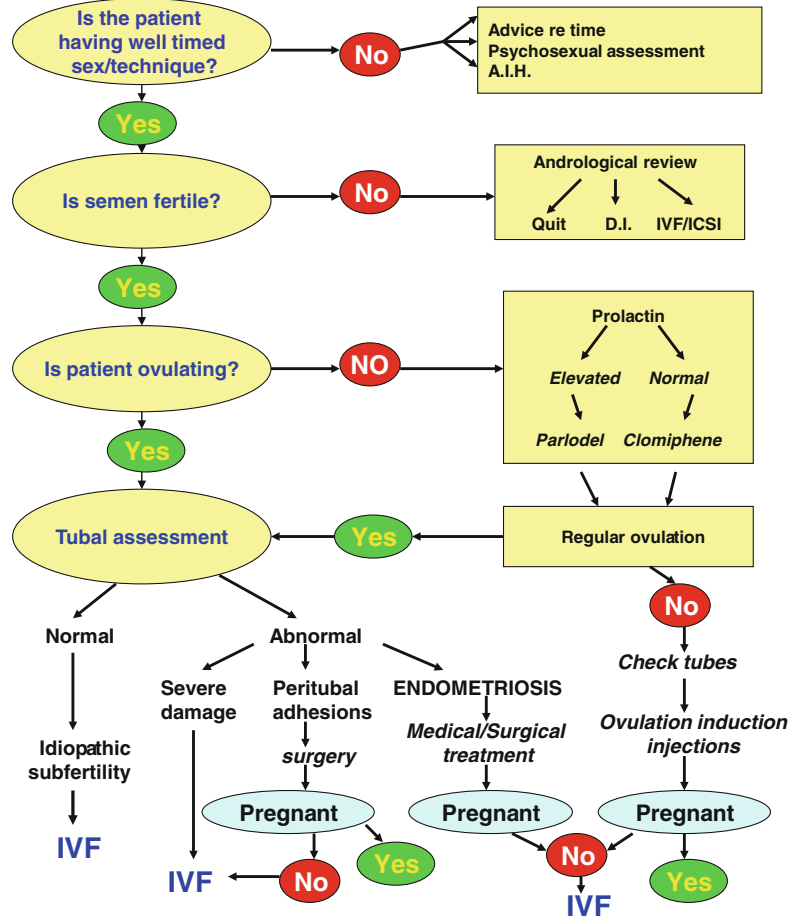 Is the patient
having well timed
sex/technique?
No
Advice re time
Psychosexual assessment
A.I.H.
Yes
Is semen fertile?
No
Andrological review
Quit D.I. IVF/ICSI
Yes
Is patient ovulating?
NO
Prolactin
Elevated Normal
Parlodel Clomiphene
Yes
Tubal assessment
Yes
Regular ovulation
No
Normal
Abnormal
Check tubes
Severe
damage
Peritubal
adhesions
ENDOMETRIOSIS
Idiopathic
subfertility
surgery
Medical/Surgical
treatment
Ovulation induction
injections
IVF
Pregnant
Pregnant
Pregnant
IVF
No
Yes
No
Yes
IVF